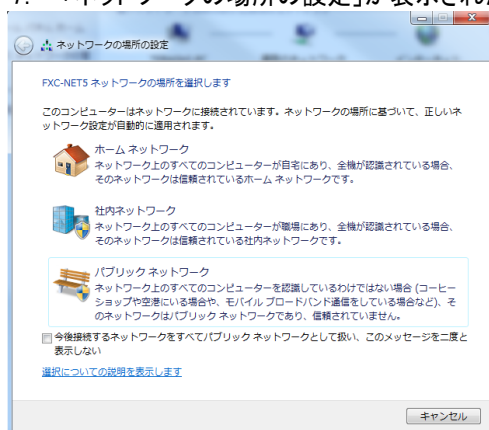 「ネットワークの場所の設定」が表示された
ネットワークの場所の設定
FXC-NET5 ネットワークの場所を選択します
このコンピューターはネットワークに接続されています。ネットワークの場所に基づいて、正しいネ
ットワーク設定が自動的に適用されます。
ホーム ネットワーク
ネットワーク上のすべてのコンピューターが自宅にあり、全機が認識されている場合、
そのネットワークは信頼されているホーム ネットワークです。
社内ネットワーク
ネットワーク上のすべてのコンピューターが職場にあり、全機が認識されている場合、
そのネットワークは信頼されている社内ネットワークです。
パブリック ネットワーク
ネットワーク上のすべてのコンピューターを認識しているわけではない場合 (コーヒー
ショップや空港にいる場合や、モバイル ブロードバンド通信をしている場合など)、そ
のネットワークはパブリック ネットワークであり、信頼されていません。
今後接続するネットワークをすべてパブリック ネットワークとして扱い、このメッセージを二度と
表示しない
選択についての説明を表示します
キャンセル